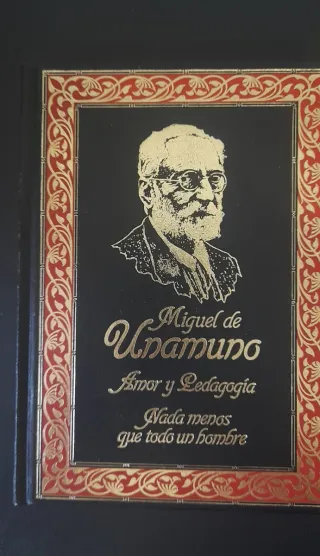 Miguel de
Unamuno
Amor y Pedagogía
Nada menos
que todo un hombre